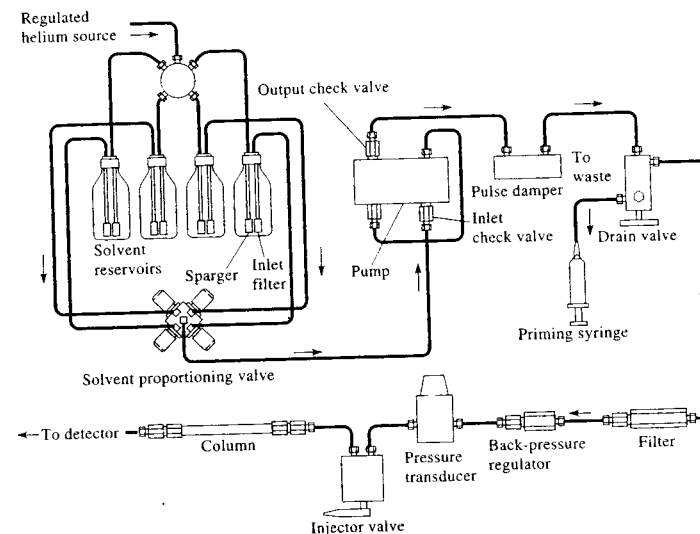 Regulated
helium source
Output check valve
To
waste
Pulse damper
Solvent
reservoirs
Sparger
Inlet
filter
Pump
Inlet
check valve
Drain valve
Priming syringe
Solvent proportioning valve
To detector
Column
Pressure
transducer
Back-pressure
regulator
Filter
Injector valve